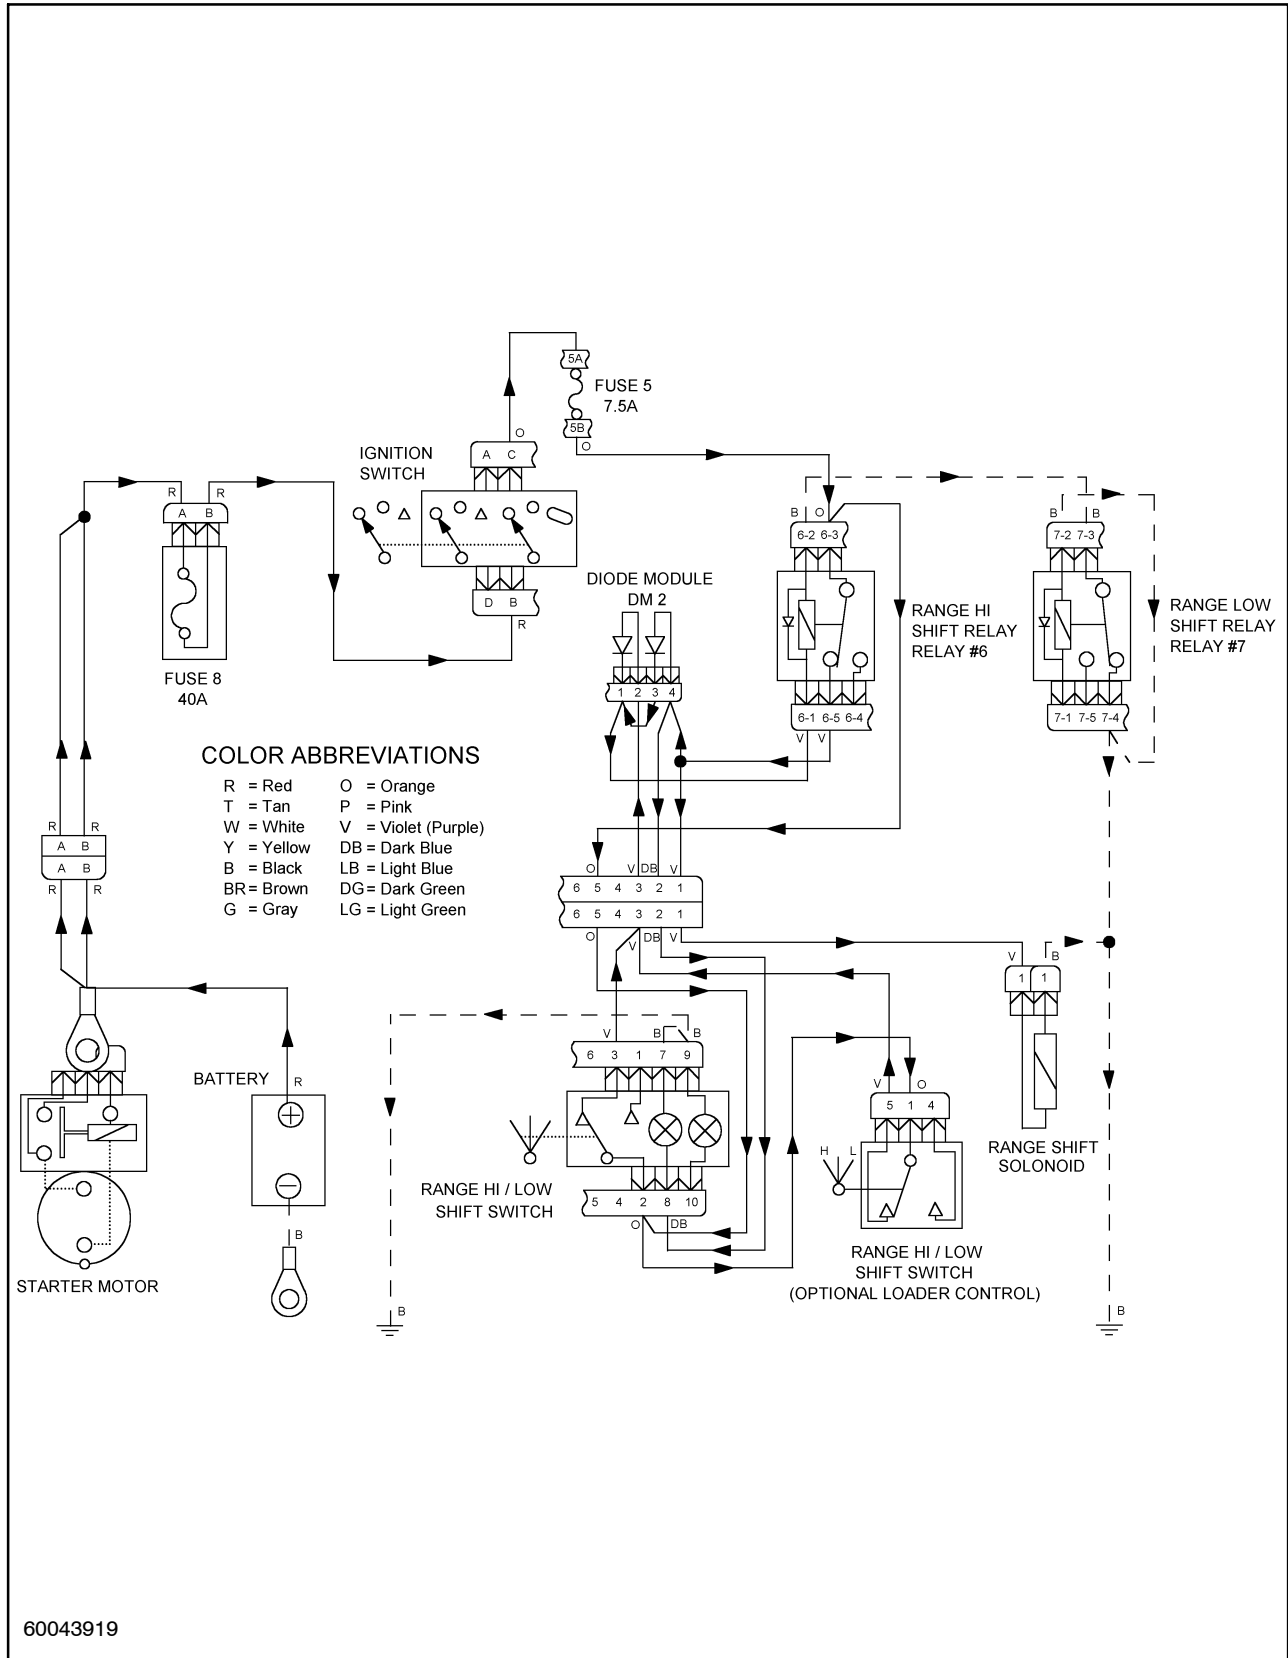 5A
FUSE 5
7.5A
5B
O
O
IGNITION
SWITCH
A C
R R
A B
B O
6-2 6-3
B B
7-2 7-3
DIODE MODULE
DM 2
D B
R
RANGE HI
SHIFT RELAY
RELAY #6
RANGE LOW
SHIFT RELAY
RELAY #7
FUSE 8
40A
1 2 3 4
6-1 6-5 6-4
7-1 7-5 7-4
V V
COLOR ABBREVIATIONS
R = Red O = Orange
T = Tan P = Pink
W = White V = Violet (Purple)
Y = Yellow DB = Dark Blue
B = Black LB = Light Blue
BR = Brown DG = Dark Green
G = Gray LG = Light Green
R R
A B
A B
R R
O V DB V
6 5 4 3 2 1
6 5 4 3 2 1
O V DB V
V B
1 1
V B B
6 3 1 7 9
BATTERY R
V O
5 1 4
H L
RANGE SHIFT
SOLONOID
RANGE HI / LOW
SHIFT SWITCH
5 4 2 8 10
O DB
B
STARTER MOTOR
RANGE HI / LOW
SHIFT SWITCH
(OPTIONAL LOADER CONTROL)
B
B
60043919